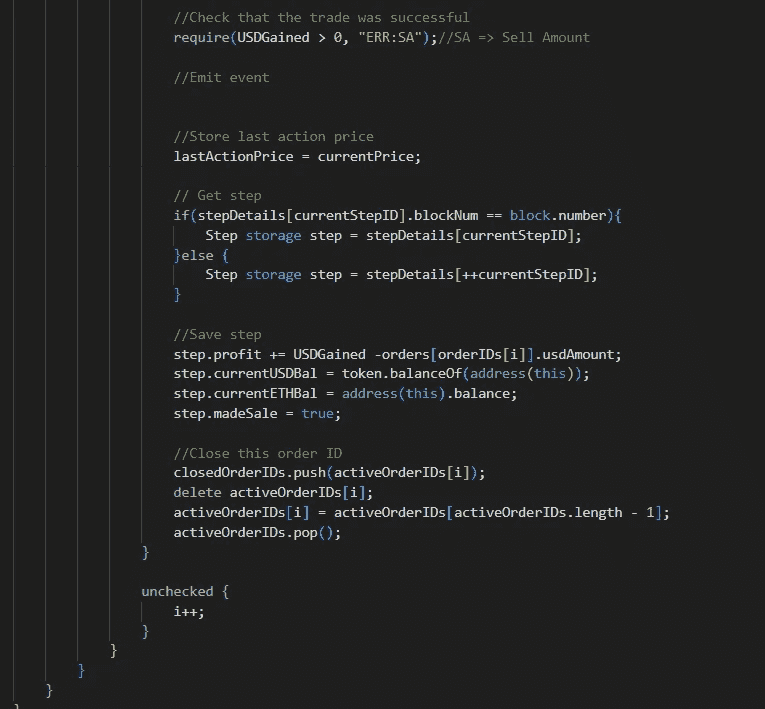 //Check that the trade was successful
require(USDGained > 0, "ERR:SA");//SA => Sell Amount
//Emit event
//Store last action price
lastActionPrice = currentPrice;
// Get step
if(stepDetails[currentStepID].blockNum == block.number){
Step storage step = stepDetails[currentStepID];
}else {
Step storage step = stepDetails[++currentStepID];
}
//Save step
step.profit += USDGained -orders[orderIDs[i]].usdAmount;
step.currentUSDBal = token.balanceOf(address(this));
step.currentETHBal = address(this).balance;
step.madeSale = true;
//Close this order ID
closedOrderIDs.push(activeOrderIDs[i]);
delete activeOrderIDs[i];
activeOrderIDs[i] = activeOrderIDs[activeOrderIDs.length - 1];
activeOrderIDs.pop();
}
unchecked {
i++;
}
}
}
}
}